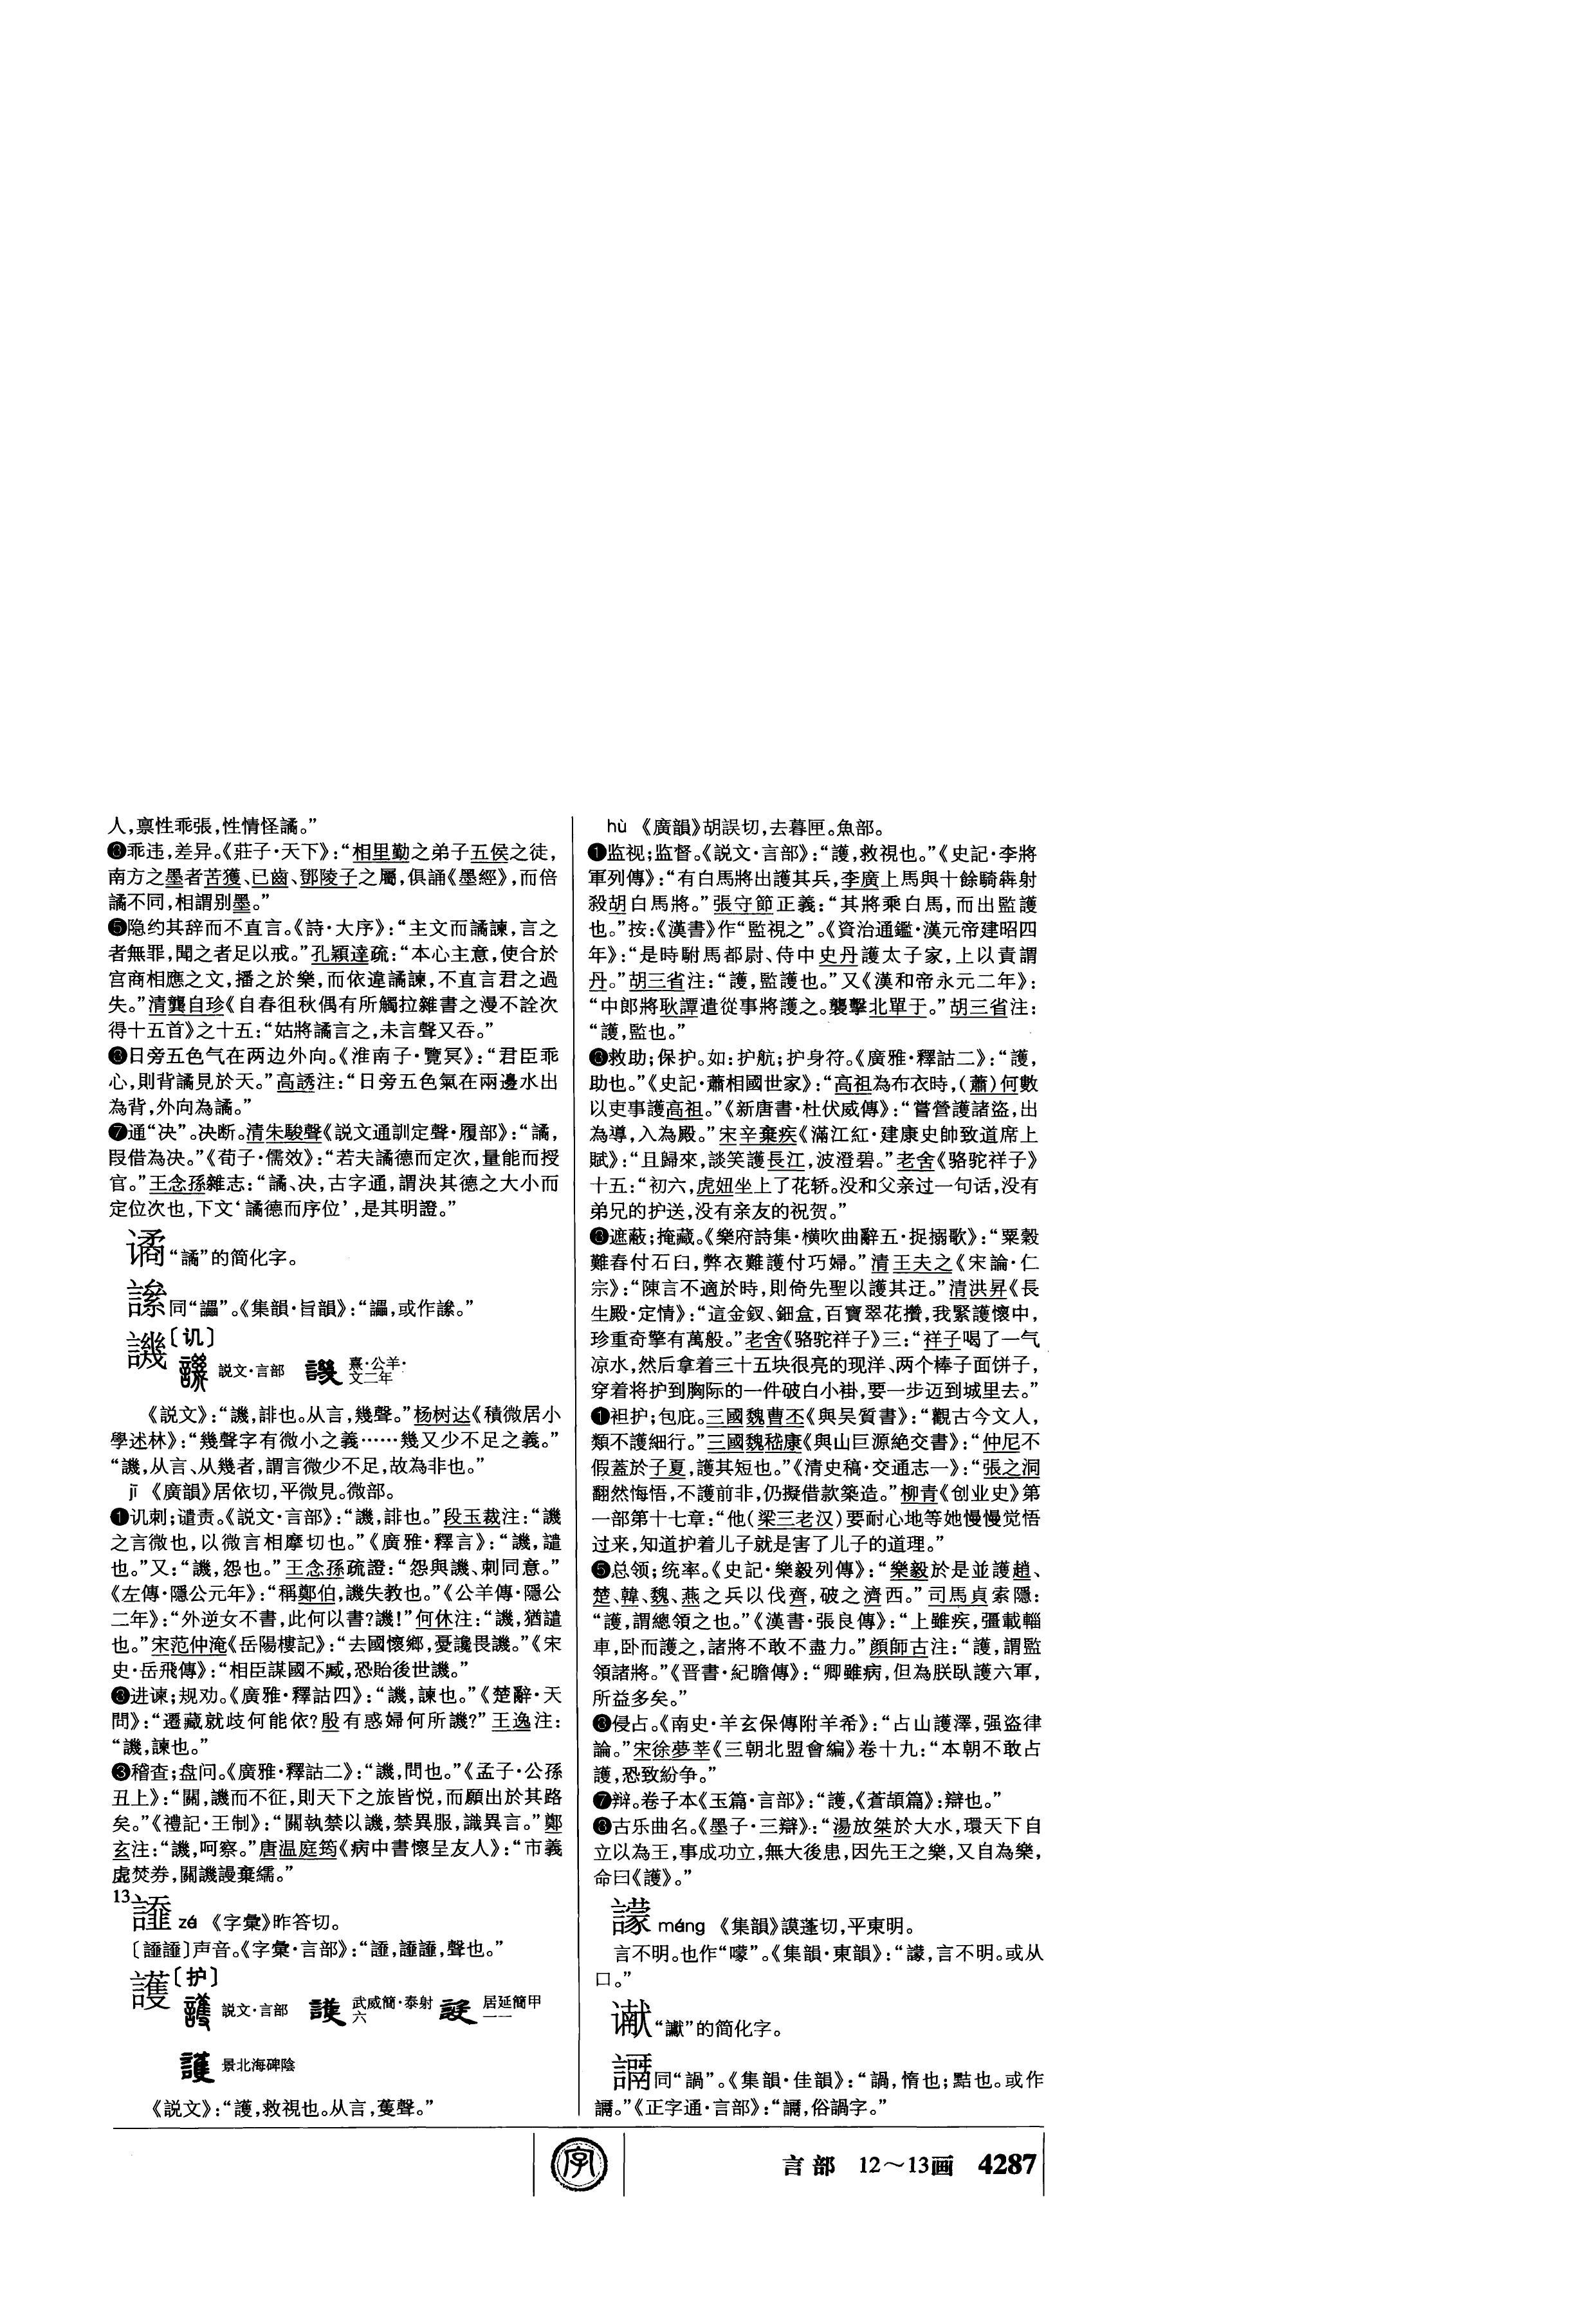 人,禀性乖張,性情怪譎。”
❸乖违,差异。《莊子·天下》:“相里勤之弟子五侯之徒,
南方之墨者苦獲、已齒、鄧陵子之屬,俱誦《墨經》,而倍
譎不同,相謂别墨。”
❺隐约其辞而不直言。《詩·大序》:“主文而譎諫,言之
者無罪,聞之者足以戒。”孔穎達疏:“本心主意,使合於
宫商相應之文,播之於樂,而依違譎諫,不直言君之過
失。”清龔自珍《自春徂秋偶有所觸拉雜書之漫不詮次
得十五首》之十五:“姑將譎言之,未言聲又吞。”
❻日旁五色气在两边外向。《淮南子·覽冥》:“君臣乖
心,則背譎見於天。”高誘注:“日旁五色氣在兩邊水出
為背,外向為譎。”
❼通“决”。决断。清朱駿聲《説文通訓定聲·履部》:“譎,
叚借為决。”《荀子·儒效》:“若夫譎德而定次,量能而授
官。”王念孫雜志:“譎、决,古字通,謂決其德之大小而
定位次也,下文‘譎德而序位’,是其明證。”
谲“譎”的简化字。
同“讄”。《集韻·旨韻》:“讄,或作
譏〔讥〕
説文·言部 熹·公羊·
文二年
《説文》:“譏,誹也。从言,幾聲。”杨树达《積微居小
學述林》:“幾聲字有微小之義……幾又少不足之義。”
“譏,从言、从幾者,謂言微少不足,故為非也。”
jī 《廣韻》居依切,平微見。微部。
❶讥刺;谴责。《説文·言部》:“譏,誹也。”段玉裁注:“譏
之言微也,以微言相摩切也。”《廣雅·釋言》:“譏,譴
也。”又:“譏,怨也。”王念孫疏證:“怨與譏、刺同意。”
《左傳·隱公元年》:“稱鄭伯,譏失教也。”《公羊傳·隱公
二年》:“外逆女不書,此何以書?譏!”何休注:“譏,猶譴
也。”宋范仲淹《岳陽樓記》:“去國懷鄉,憂讒畏譏。”《宋
史·岳飛傳》:“相臣謀國不臧,恐貽後世譏。”
❷进谏;规劝。《廣雅·釋詁四》:“譏,諫也。”《楚辭·天
問》:“遷藏就歧何能依?殷有惑婦何所譏?”王逸注:
“譏,諫也。”
❸稽查;盘问。《廣雅·釋詁二》:“譏,問也。”《孟子·公孫
丑上》:“關,譏而不征,則天下之旅皆悦,而願出於其路
矣。”《禮記·王制》:“關執禁以譏,禁異服,識異言。”鄭
玄注:“譏,呵察。”唐温庭筠《病中書懷呈友人》:“市義
虚焚券,關譏謾棄繻。”
13
zá 《字彙》昨答切。
声音。《字彙·言部》:“聲也。”
護〔护〕
説文·言部 武威簡·泰射
六 居延簡甲
一一
景北海碑陰
《説文》:“護,救視也。从言,蒦聲。”
hù 《廣韻》胡誤切,去暮匣。魚部。
❶监视;监督。《説文·言部》:“護,救視也。”《史記·李將
軍列傳》:“有白馬將出護其兵,李廣上馬與十餘騎犇射
殺胡白馬將。”張守節正義:“其將乘白馬,而出監護
也。”按:《漢書》作“監視之”。《資治通鑑·漢元帝建昭四
年》:“是時駙馬都尉、侍中史丹護太子家,上以責謂
丹。”胡三省注:“護,監護也。”又《漢和帝永元二年》:
“中郎將耿譚遣從事將護之。襲擊北單于。”胡三省注:
“護,監也。”
❷救助;保护。如:护航;护身符。《廣雅·釋詁二》:“護,
助也。”《史記·蕭相國世家》:“高祖為布衣時,(蕭)何數
以吏事護高祖。”《新唐書·杜伏威傳》:“嘗營護諸盜,出
為導,入為殿。”宋辛棄疾《滿江紅·建康史帥致道席上
賦》:“且歸來,談笑護長江,波澄碧。”老舍《骆驼祥子》
十五:“初六,虎妞坐上了花轿。没和父亲过一句话,没有
弟兄的护送,没有亲友的祝贺。”
❸遮蔽;掩藏。《樂府詩集·横吹曲辭五·捉搦歌》:“粟穀
難舂付石臼,弊衣難護付巧婦。”清王夫之《宋論·仁
宗》:“陳言不適於時,則倚先聖以護其迂。”清洪昇《長
生殿·定情》:“這金釵、鈿盒,百寶翠花攢,我緊護懷中,
珍重奇擎有萬般。”老舍《骆驼祥子》三:“祥子喝了一气
凉水,然后拿着三十五块很亮的现洋、两个棒子面饼子,
穿着将护到胸际的一件破白小褂,要一步迈到城里去。”
❹袒护;包庇。三國魏曹丕《與吴質書》:“觀古今文人,
類不護細行。”三國魏嵇康《與山巨源絶交書》:“仲尼不
假蓋於子夏,護其短也。”《清史稿·交通志一》:“張之洞
翻然悔悟,不護前非,仍擬借款築造。”柳青《创业史》第
一部第十七章:“他(梁三老汉)要耐心地等她慢慢觉悟
过来,知道护着儿子就是害了儿子的道理。”
❺总领;统率。《史記·樂毅列傳》:“樂毅於是並護趙、
楚、韓、魏、燕之兵以伐齊,破之濟西。”司馬貞索隱:
“護,謂總領之也。”《漢書·張良傳》:“上雖疾,彊載輜
車,卧而護之,諸將不敢不盡力。”顔師古注:“護,謂監
領諸將。”《晋書·紀瞻傳》:“卿雖病,但為朕卧護六軍,
所益多矣。”
❻侵占。《南史·羊玄保傳附羊希》:“占山護澤,强盗律
論。”宋徐夢莘《三朝北盟會編》卷十九:“本朝不敢占
護,恐致紛争。”
❼辩。卷子本《玉篇·言部》:“護,《蒼頡篇》:辯也。”
❽古乐曲名。《墨子·三辯》:“湯放桀於大水,環天下自
立以為王,事成功立,無大後患,因先王之樂,又自為樂,
命曰《護》。”
máng 《集韻》謨蓬切,平東明。
言不明。也作“曚”。《集韻·東韻》:“言不明。或从
口。”
“讞”的简化字。
同“䛻”。《集韻·佳韻》:“惰也;黠也。或作
《正字通·言部》:“
言部 12～13画 4287